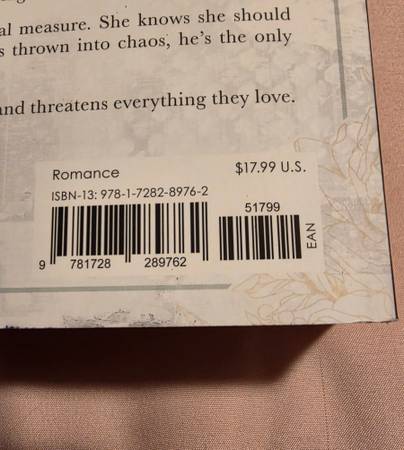 al measure. She knows she should
s thrown into chaos, he's the only
and threatens everything they love.
Romance
$17.99 U.S.
ISBN-13: 978-1-7282-8976-2
51799
EAN
9 781728 289762